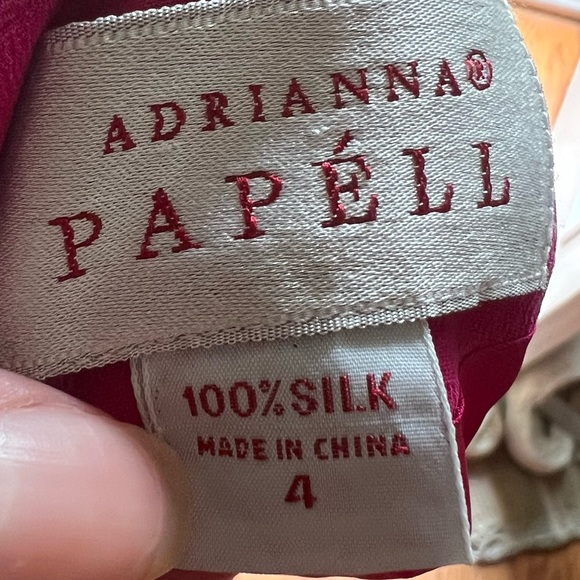 ADRIANNA®
PAPÉLL
100% SILK
MADE IN CHINA
4